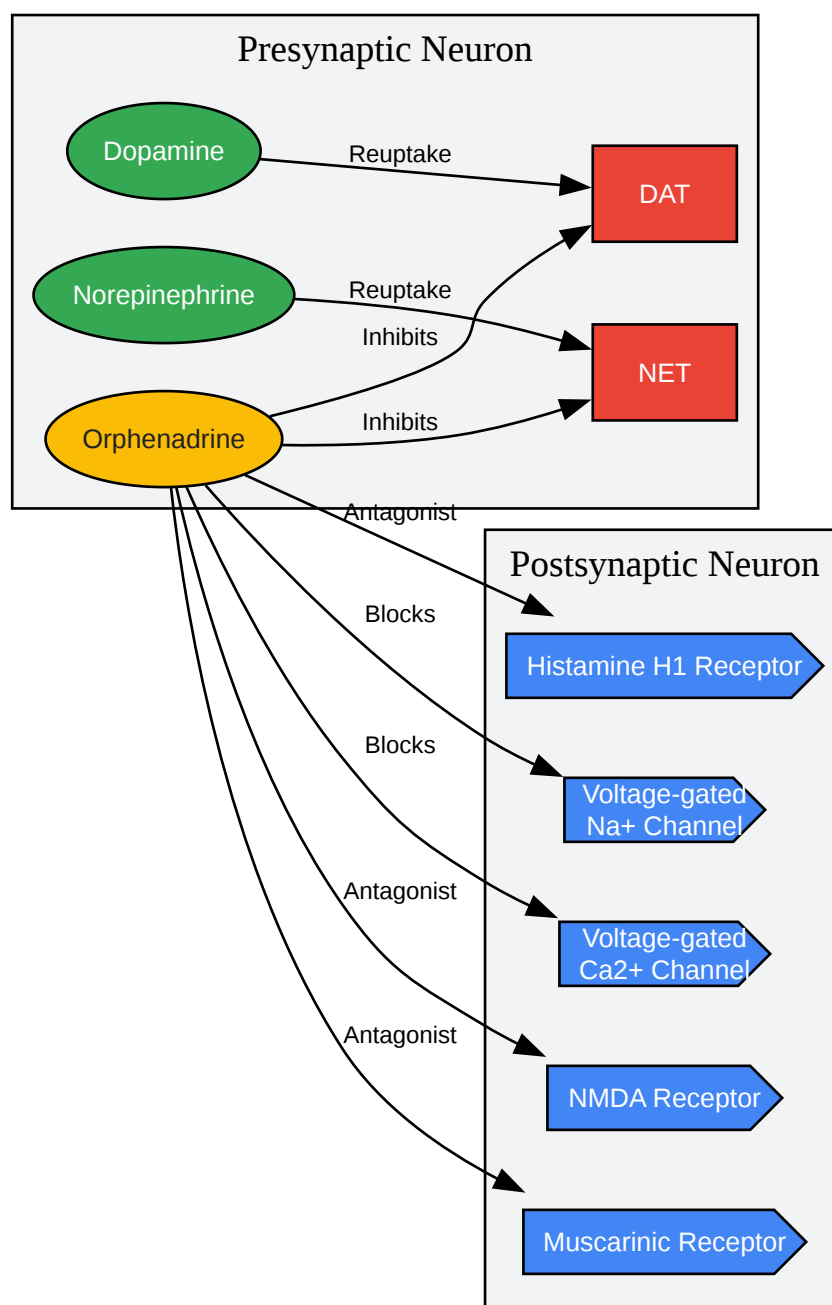 Presynaptic Neuron
Dopamine
Reuptake
DAT
Norepinephrine
Reuptake
Inhibits
NET
Orphenadrine
Inhibits
Antagonist
Postsynaptic Neuron
Blocks
Histamine H1 Receptor
Blocks
Voltage-gated
Na+ Channel
Antagonist
Voltage-gated
Ca2+ Channel
Antagonist
NMDA Receptor
Muscarinic Receptor